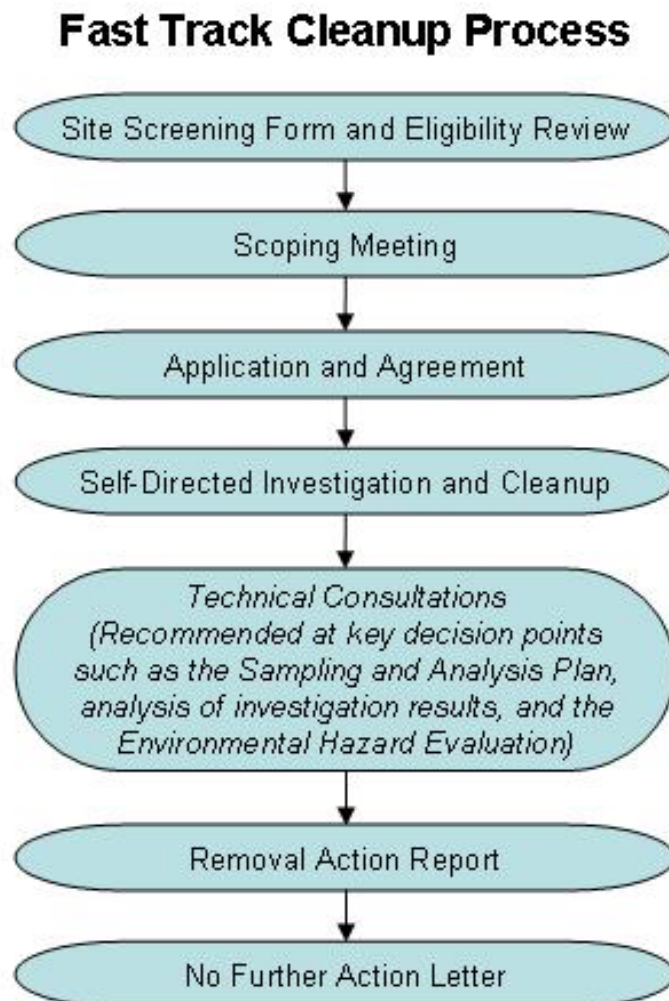 Fast Track Cleanup Process
Site Screening Form and Eligibility Review
Scoping Meeting
Application and Agreement
Self-Directed Investigation and Cleanup
Technical Consultations
(Recommended at key decision points
such as the Sampling and Analysis Plan,
analysis of investigation results, and the
Environmental Hazard Evaluation)
Removal Action Report
No Further Action Letter